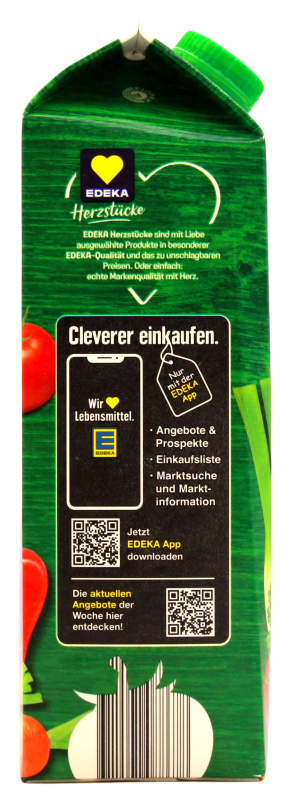 EDEKA
Herzstücke
EDEKA Herzstücke sind mit Liebe
ausgewählte Produkte in besonderer
EDEKA-Qualität und das zu unschlagbaren
Preisen. Oder einfach:
echte Markenqualität mit Herz.
Cleverer einkaufen.
Nur
mit der
EDEKA
App
Wir
Lebensmittel.
E
EDEKA
· Angebote &
Prospekte
· Einkaufsliste
· Marktsuche
und Markt-
information
Jetzt
EDEKA App
downloaden
Die aktuellen
Angebote der
Woche hier
entdecken!